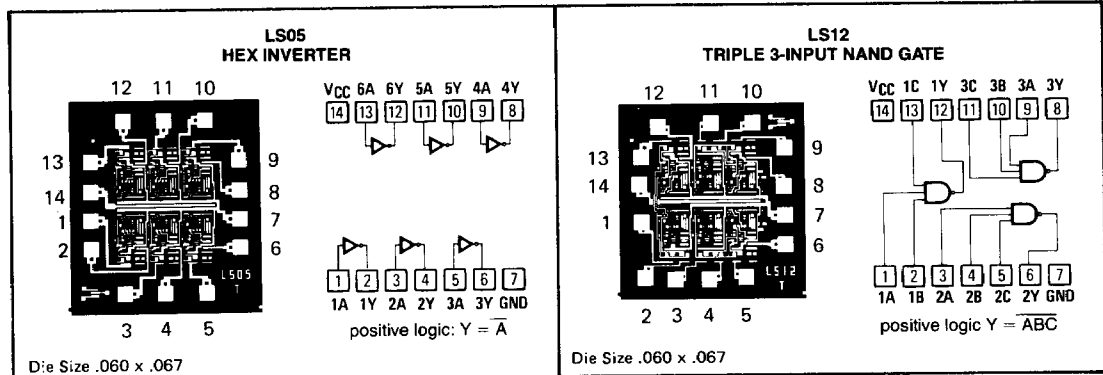 LS05
HEX INVERTER
12 11 10
13
14
1
2
9
8
7
6
3 4 5
LS05
T
VCC 6A 6Y 5A 5Y 4A 4Y
14 13 12 11 10 9 8
1 2 3 4 5 6 7
1A 1Y 2A 2Y 3A 3Y GND
positive logic: Y = A̅
Die Size .060 x .067
LS12
TRIPLE 3-INPUT NAND GATE
12 11 10
13
14
1
9
8
7
6
2 3 4 5
LS12
T
VCC 1C 1Y 3C 3B 3A 3Y
14 13 12 11 10 9 8
1 2 3 4 5 6 7
1A 1B 2A 2B 2C 2Y GND
positive logic Y = A̅B̅C̅
Die Size .060 x .067